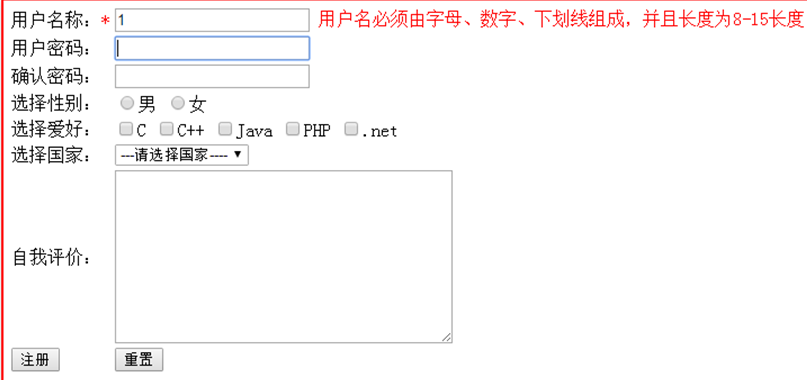 用户名称：* 1 用户名必须由字母、数字、下划线组成，并且长度为8-15长度
用户密码：
确认密码：
选择性别： 男 女
选择爱好： C C++ Java PHP .net
选择国家： ---请选择国家----
自我评价：
注册 重置